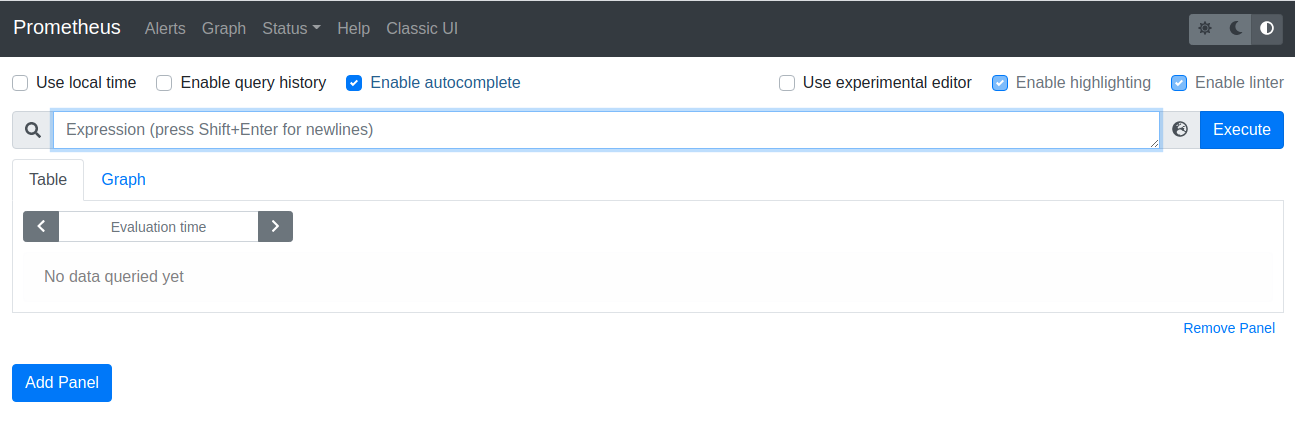 Prometheus Alerts Graph Status Help Classic UI
Use local time Enable query history Enable autocomplete Use experimental editor Enable highlighting Enable linter
Expression (press Shift+Enter for newlines) Execute
Table Graph
Evaluation time
No data queried yet
Remove Panel
Add Panel